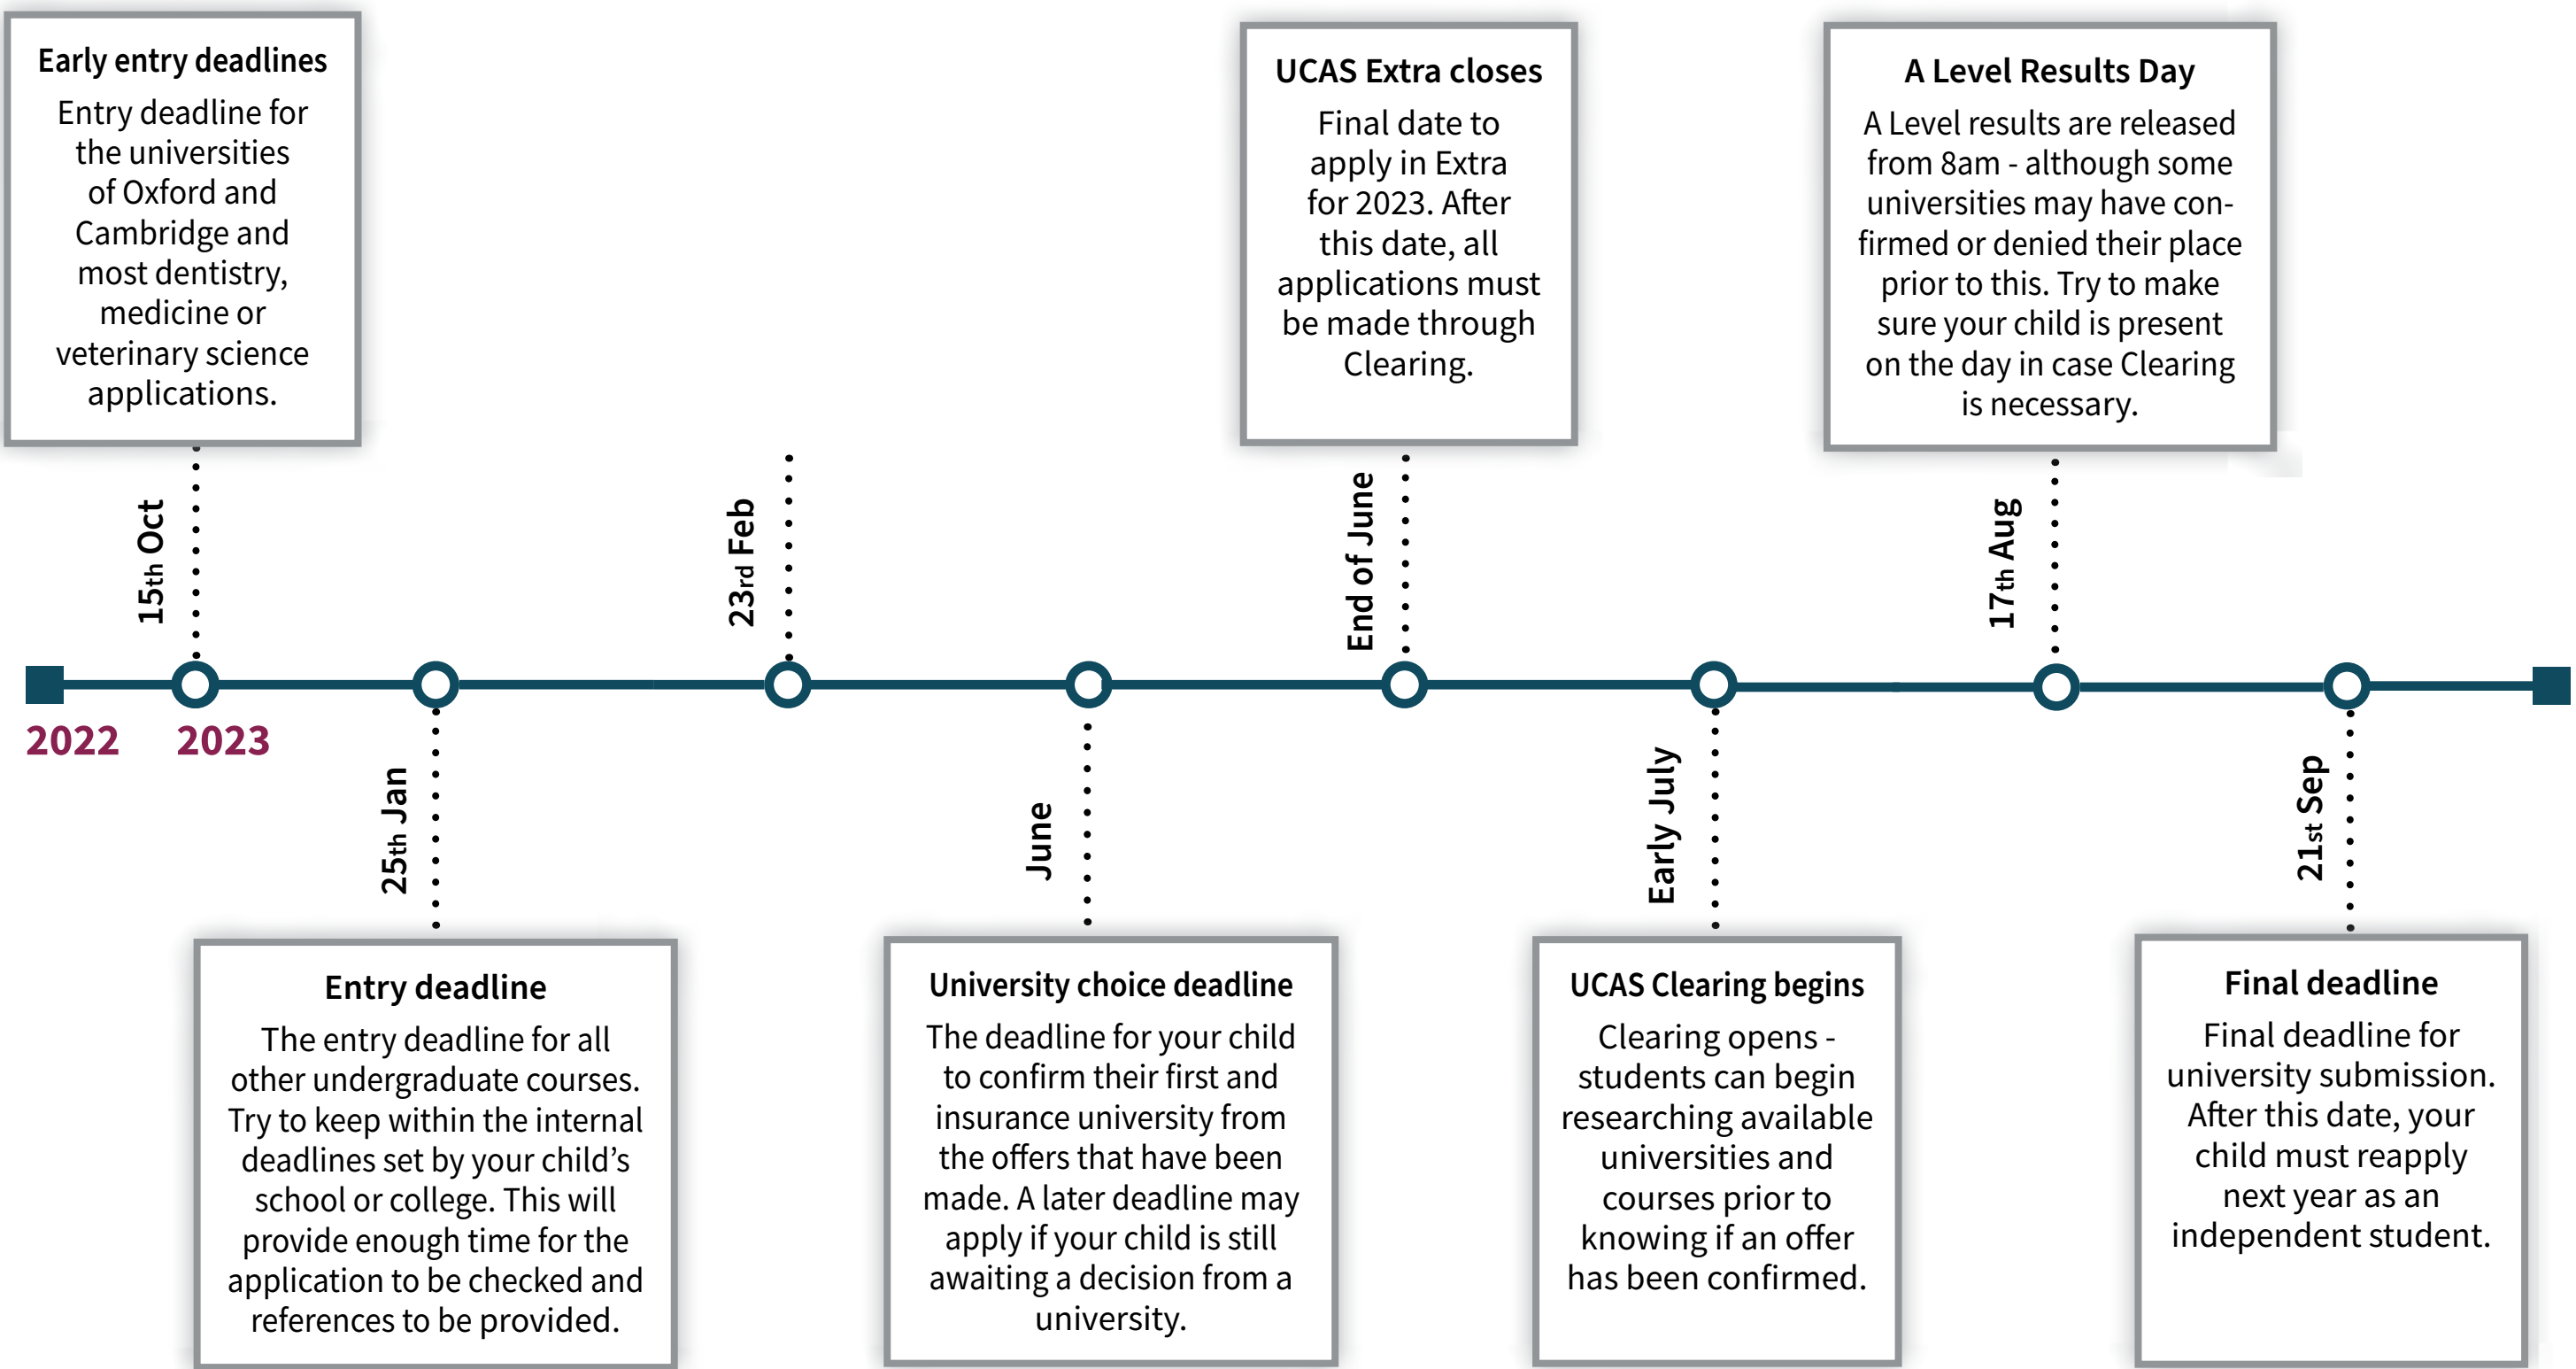 Early entry deadlines
Entry deadline for
the universities
of Oxford and
Cambridge and
most dentistry,
medicine or
veterinary science
applications.
UCAS Extra closes
Final date to
apply in Extra
for 2023. After
this date, all
applications must
be made through
Clearing.
A Level Results Day
A Level results are released
from 8am - although some
universities may have con-
firmed or denied their place
prior to this. Try to make
sure your child is present
on the day in case Clearing
is necessary.
15th Oct
23rd Feb
End of June
17th Aug
2022
2023
25th Jan
June
Early July
21st Sep
Entry deadline
The entry deadline for all
other undergraduate courses.
Try to keep within the internal
deadlines set by your child’s
school or college. This will
provide enough time for the
application to be checked and
references to be provided.
University choice deadline
The deadline for your child
to confirm their first and
insurance university from
the offers that have been
made. A later deadline may
apply if your child is still
awaiting a decision from a
university.
UCAS Clearing begins
Clearing opens -
students can begin
researching available
universities and
courses prior to
knowing if an offer
has been confirmed.
Final deadline
Final deadline for
university submission.
After this date, your
child must reapply
next year as an
independent student.